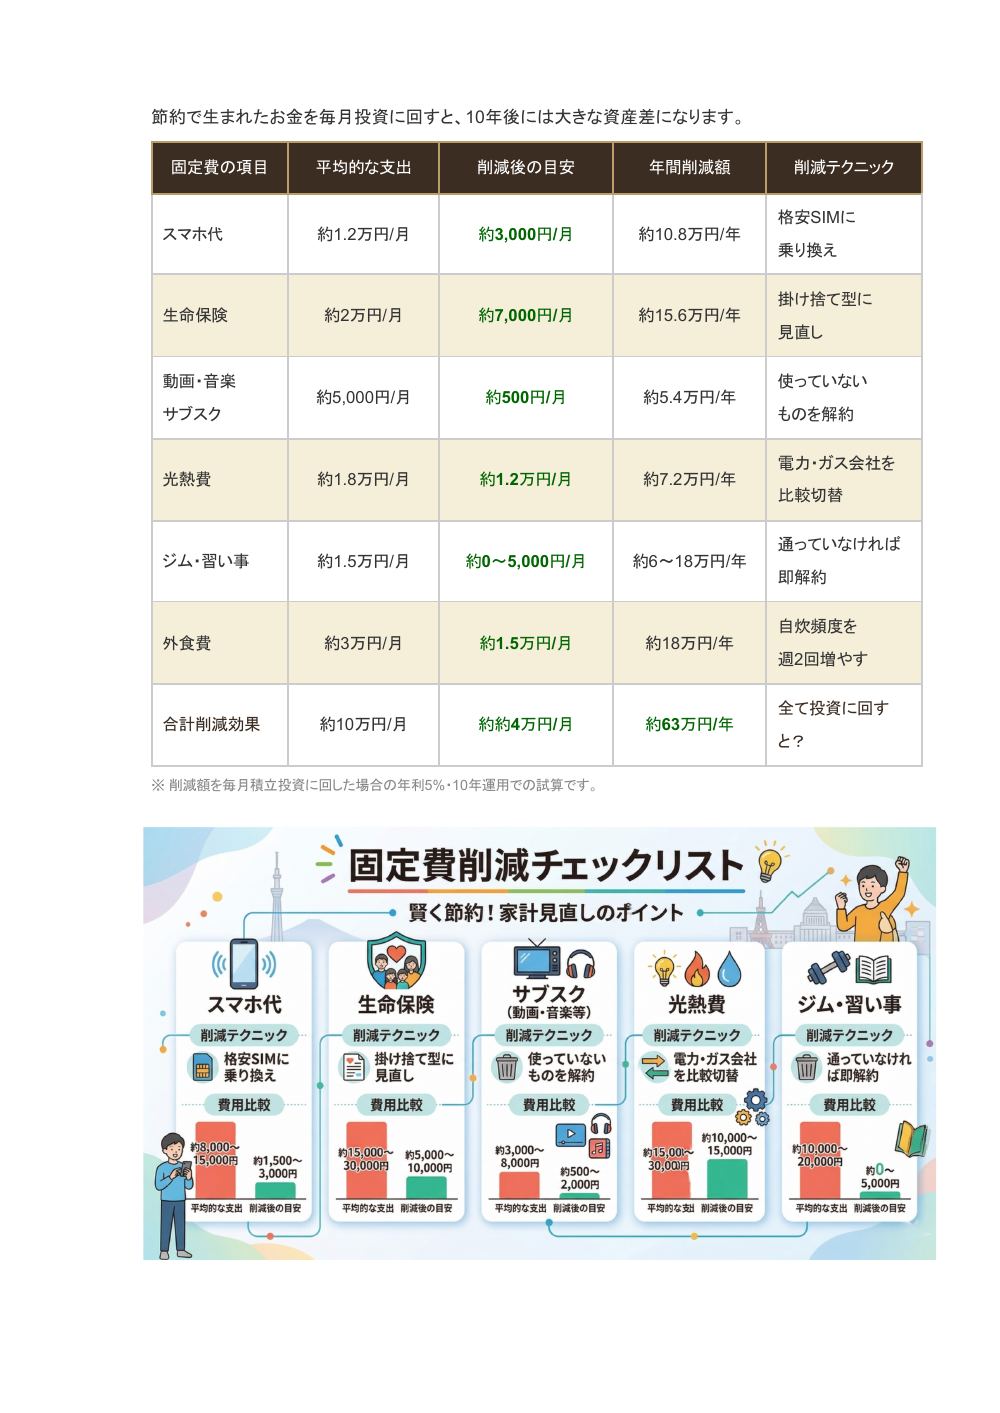 節約で生まれたお金を毎月投資に回すと、10年後には大きな資産差になります。
固定費の項目 平均的な支出 削減後の目安 年間削減額 削減テクニック
スマホ代 約1.2万円/月 約3,000円/月 約10.8万円/年 格安SIMに
乗り換え
生命保険 約2万円/月 約7,000円/月 約15.6万円/年 掛け捨て型に
見直し
動画・音楽
サブスク 約5,000円/月 約500円/月 約5.4万円/年 使っていない
ものを解約
光熱費 約1.8万円/月 約1.2万円/月 約7.2万円/年 電力・ガス会社を
比較切替
ジム・習い事 約1.5万円/月 約0〜5,000円/月 約6〜18万円/年 通っていなければ
即解約
外食費 約3万円/月 約1.5万円/月 約18万円/年 自炊頻度を
週2回増やす
合計削減効果 約10万円/月 約約4万円/月 約63万円/年 全て投資に回す
と？
※ 削減額を毎月積立投資に回した場合の年利5%・10年運用での試算です。
固定費削減チェックリスト
賢く節約！家計見直しのポイント
スマホ代
削減テクニック
格安SIMに
乗り換え
費用比較
約8,000〜
15,000円
約1,500〜
3,000円
平均的な支出 削減後の目安
生命保険
削減テクニック
掛け捨て型に
見直し
費用比較
約15,000〜
30,000円
約5,000〜
10,000円
平均的な支出 削減後の目安
サブスク
（動画・音楽等）
削減テクニック
使っていない
ものを解約
費用比較
約3,000〜
8,000円
約500〜
2,000円
平均的な支出 削減後の目安
光熱費
削減テクニック
電力・ガス会社
を比較切替
費用比較
約15,000〜
30,000円
約10,000〜
15,000円
平均的な支出 削減後の目安
ジム・習い事
削減テクニック
通っていなけれ
ば即解約
費用比較
約10,000〜
20,000円
約0〜
5,000円
平均的な支出 削減後の目安